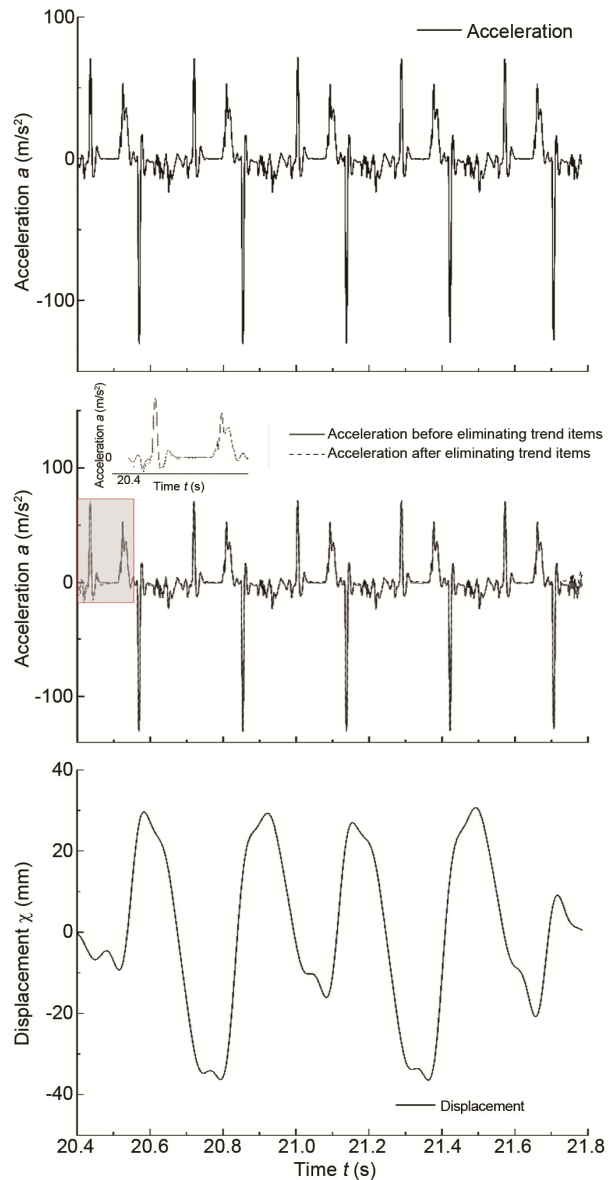 Acceleration
100
0
-100
Acceleration a (m/s²)
Acceleration a (m/s²)
0
20.4
Time t (s)
Acceleration before eliminating trend items
Acceleration after eliminating trend items
100
0
-100
Acceleration a (m/s²)
40
20
0
-20
-40
Displacement χ (mm)
Displacement
20.4 20.6 20.8 21.0 21.2 21.4 21.6 21.8
Time t (s)